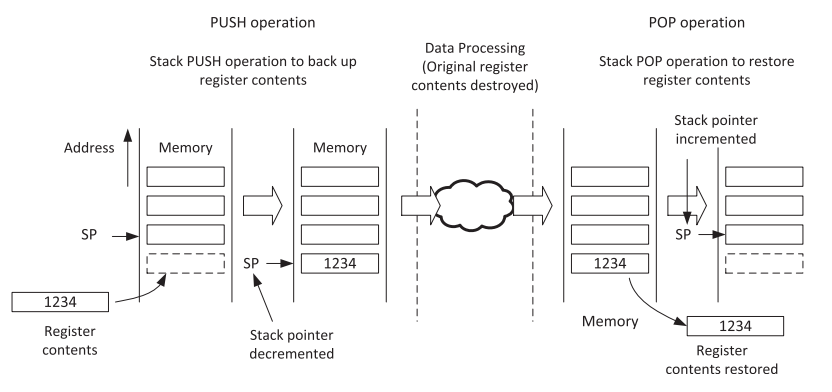 PUSH operation
Stack PUSH operation to back up
register contents
Data Processing
(Original register
contents destroyed)
POP operation
Stack POP operation to restore
register contents
Stack pointer
incremented
Address
Memory
Memory
SP
SP
1234
1234
SP
1234
1234
Register
contents
Stack pointer
decremented
Memory
Register
contents restored